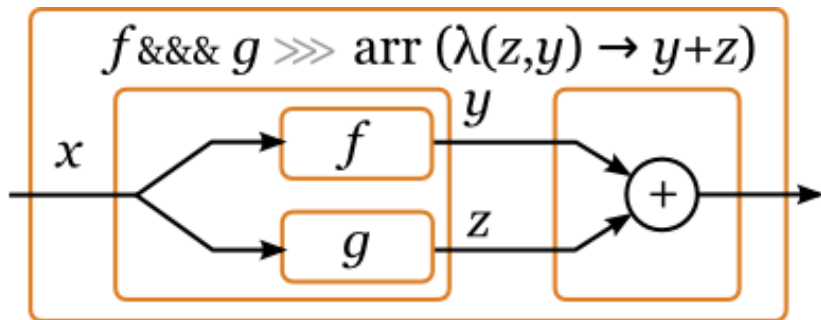 f &&& g ⋙ arr (λ(z,y) → y+z)
y
x
f
+
z
g